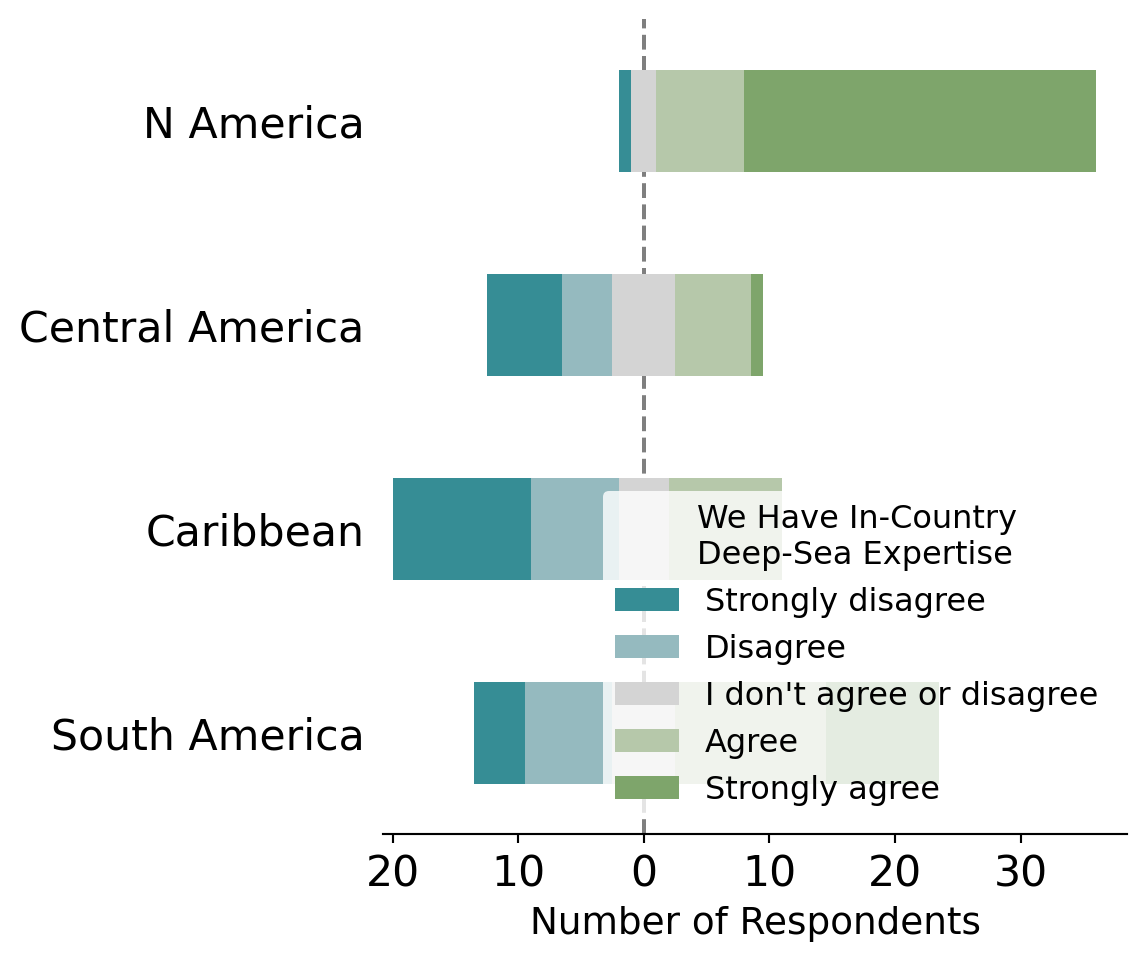 N America
Central America
Caribbean
South America
We Have In-Country
Deep-Sea Expertise
Strongly disagree
Disagree
I don't agree or disagree
Agree
Strongly agree
20 10 0 10 20 30
Number of Respondents